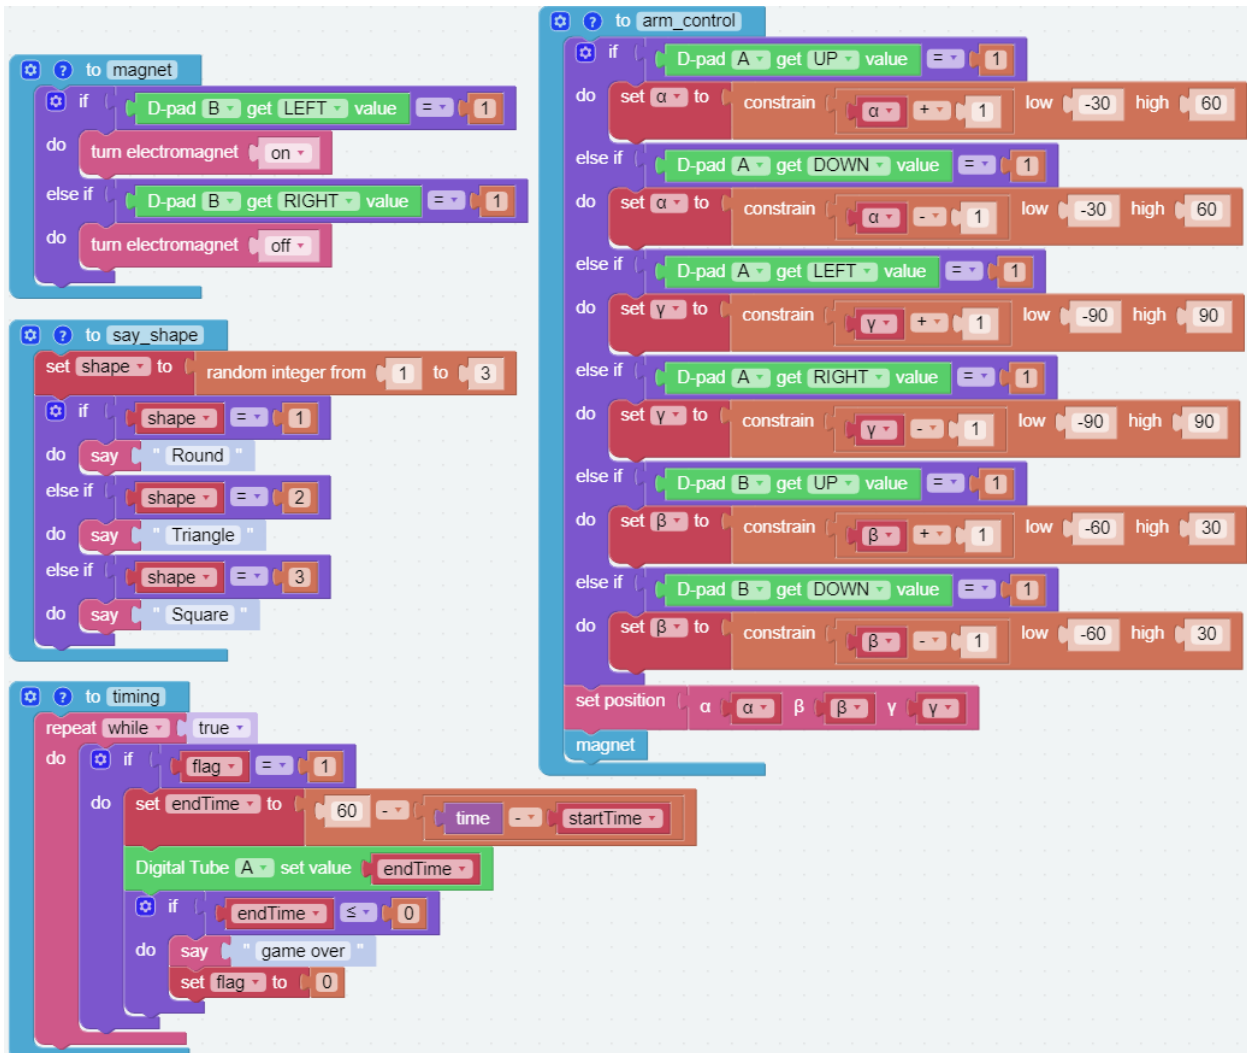 to magnet
if D-pad B get LEFT value = 1
do turn electromagnet on
else if D-pad B get RIGHT value = 1
do turn electromagnet off
to say_shape
set shape to random integer from 1 to 3
if shape = 1
do say " Round "
else if shape = 2
do say " Triangle "
else if shape = 3
do say " Square "
to timing
repeat while true
do if flag = 1
do set endTime to 60 - time - startTime
Digital Tube A set value endTime
if endTime ≤ 0
do say " game over "
set flag to 0
to arm_control
if D-pad A get UP value = 1
do set α to constrain α + 1 low -30 high 60
else if D-pad A get DOWN value = 1
do set α to constrain α - 1 low -30 high 60
else if D-pad A get LEFT value = 1
do set γ to constrain γ + 1 low -90 high 90
else if D-pad A get RIGHT value = 1
do set γ to constrain γ - 1 low -90 high 90
else if D-pad B get UP value = 1
do set β to constrain β + 1 low -60 high 30
else if D-pad B get DOWN value = 1
do set β to constrain β - 1 low -60 high 30
set position α α β β γ γ
magnet